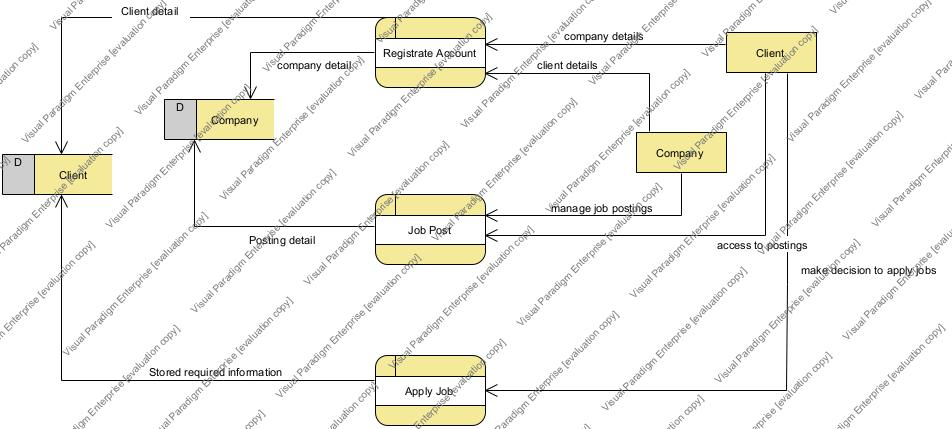 Client detail
company details
Client
Registrate Account
company detail
client details
D
Company
Company
D
Client
manage job postings
Job Post
Posting detail
access to postings
make decision to apply jobs
Stored required information
Apply Job
Visual Paradigm Enterprise [evaluation copy]